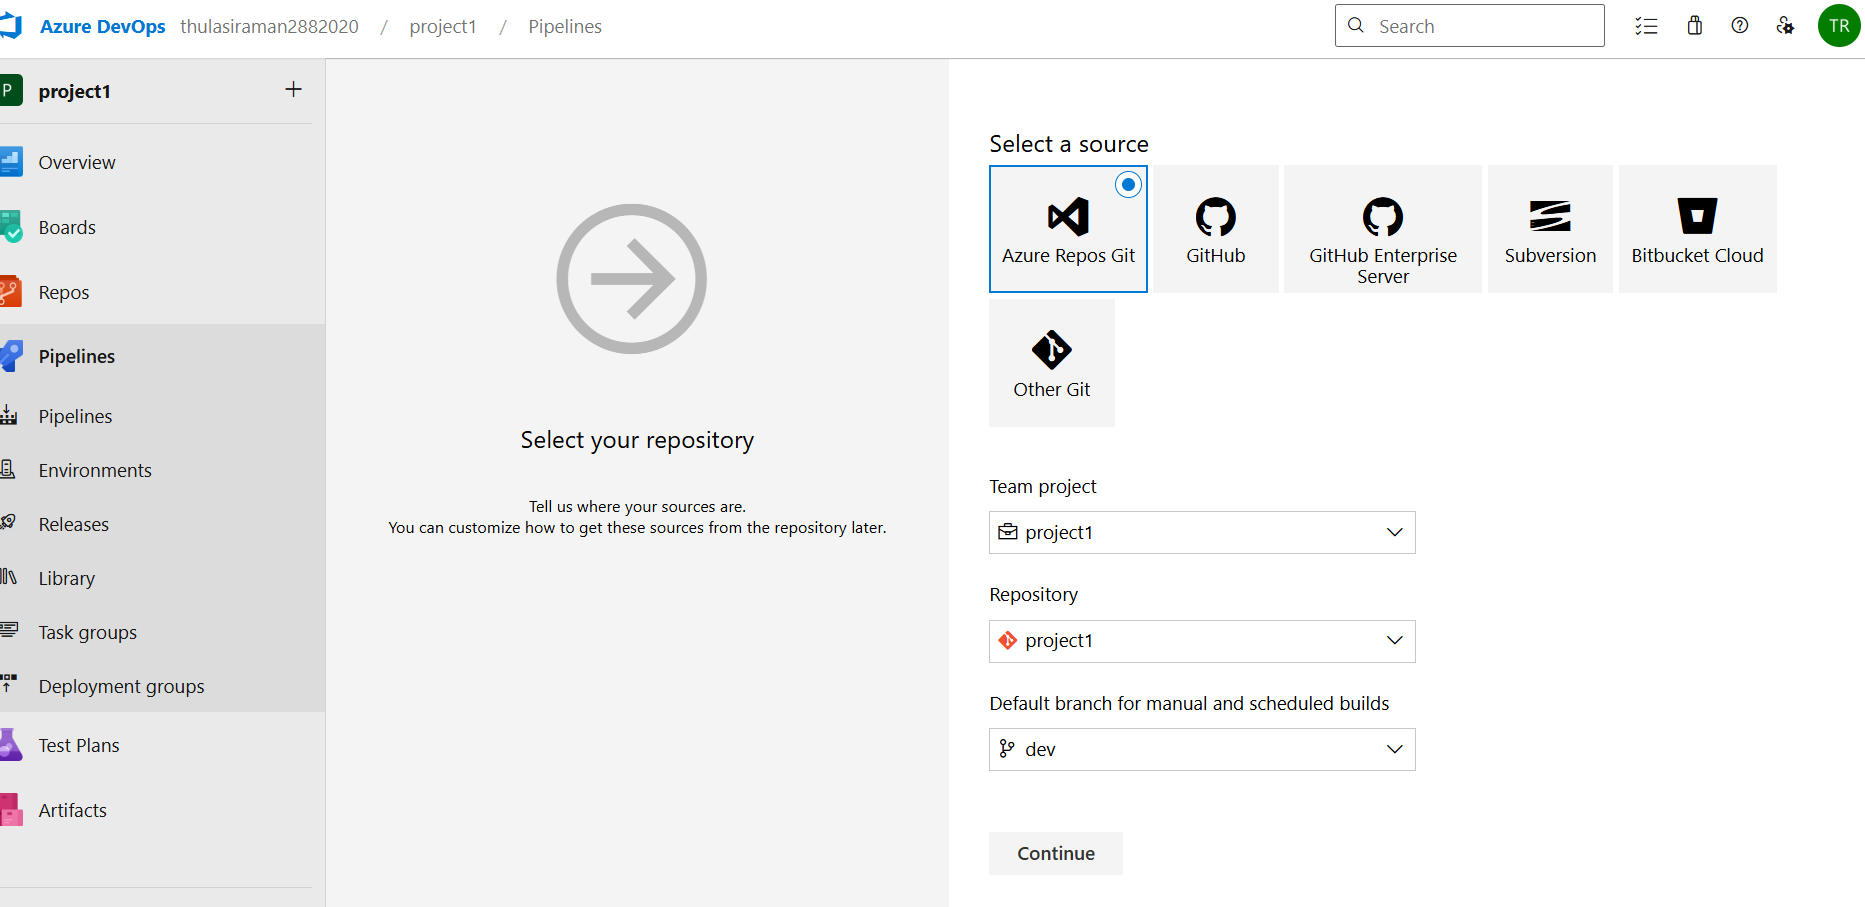 Azure DevOps thulasiraman2882020 / project1 / Pipelines Search TR
P project1 +
Overview
Boards
Repos
Pipelines
Pipelines
Environments
Releases
Library
Task groups
Deployment groups
Test Plans
Artifacts
Select your repository
Tell us where your sources are.
You can customize how to get these sources from the repository later.
Select a source
Azure Repos Git
GitHub
GitHub Enterprise
Server
Subversion
Bitbucket Cloud
Other Git
Team project
project1
Repository
project1
Default branch for manual and scheduled builds
dev
Continue